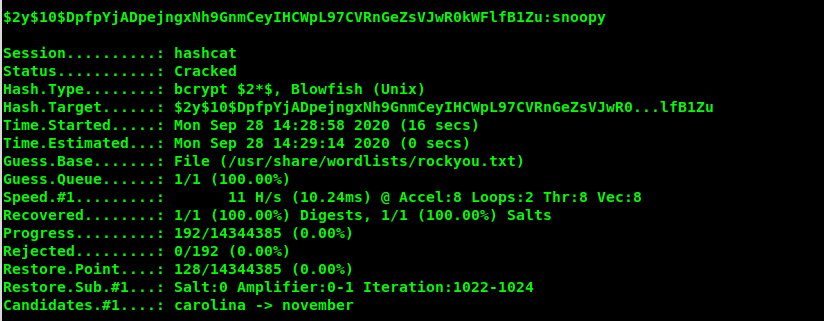 $2y$10$DpfpYjADpejngxNh9GnmCeyIHCWpL97CVRnGeZsVJwR0kWFlfB1Zu:snoopy
Session..........: hashcat
Status...........: Cracked
Hash.Type........: bcrypt $2*$, Blowfish (Unix)
Hash.Target......: $2y$10$DpfpYjADpejngxNh9GnmCeyIHCWpL97CVRnGeZsVJwR0...lfB1Zu
Time.Started.....: Mon Sep 28 14:28:58 2020 (16 secs)
Time.Estimated...: Mon Sep 28 14:29:14 2020 (0 secs)
Guess.Base.......: File (/usr/share/wordlists/rockyou.txt)
Guess.Queue......: 1/1 (100.00%)
Speed.#1.........:       11 H/s (10.24ms) @ Accel:8 Loops:2 Thr:8 Vec:8
Recovered........: 1/1 (100.00%) Digests, 1/1 (100.00%) Salts
Progress.........: 192/14344385 (0.00%)
Rejected.........: 0/192 (0.00%)
Restore.Point....: 128/14344385 (0.00%)
Restore.Sub.#1...: Salt:0 Amplifier:0-1 Iteration:1022-1024
Candidates.#1....: carolina -> november